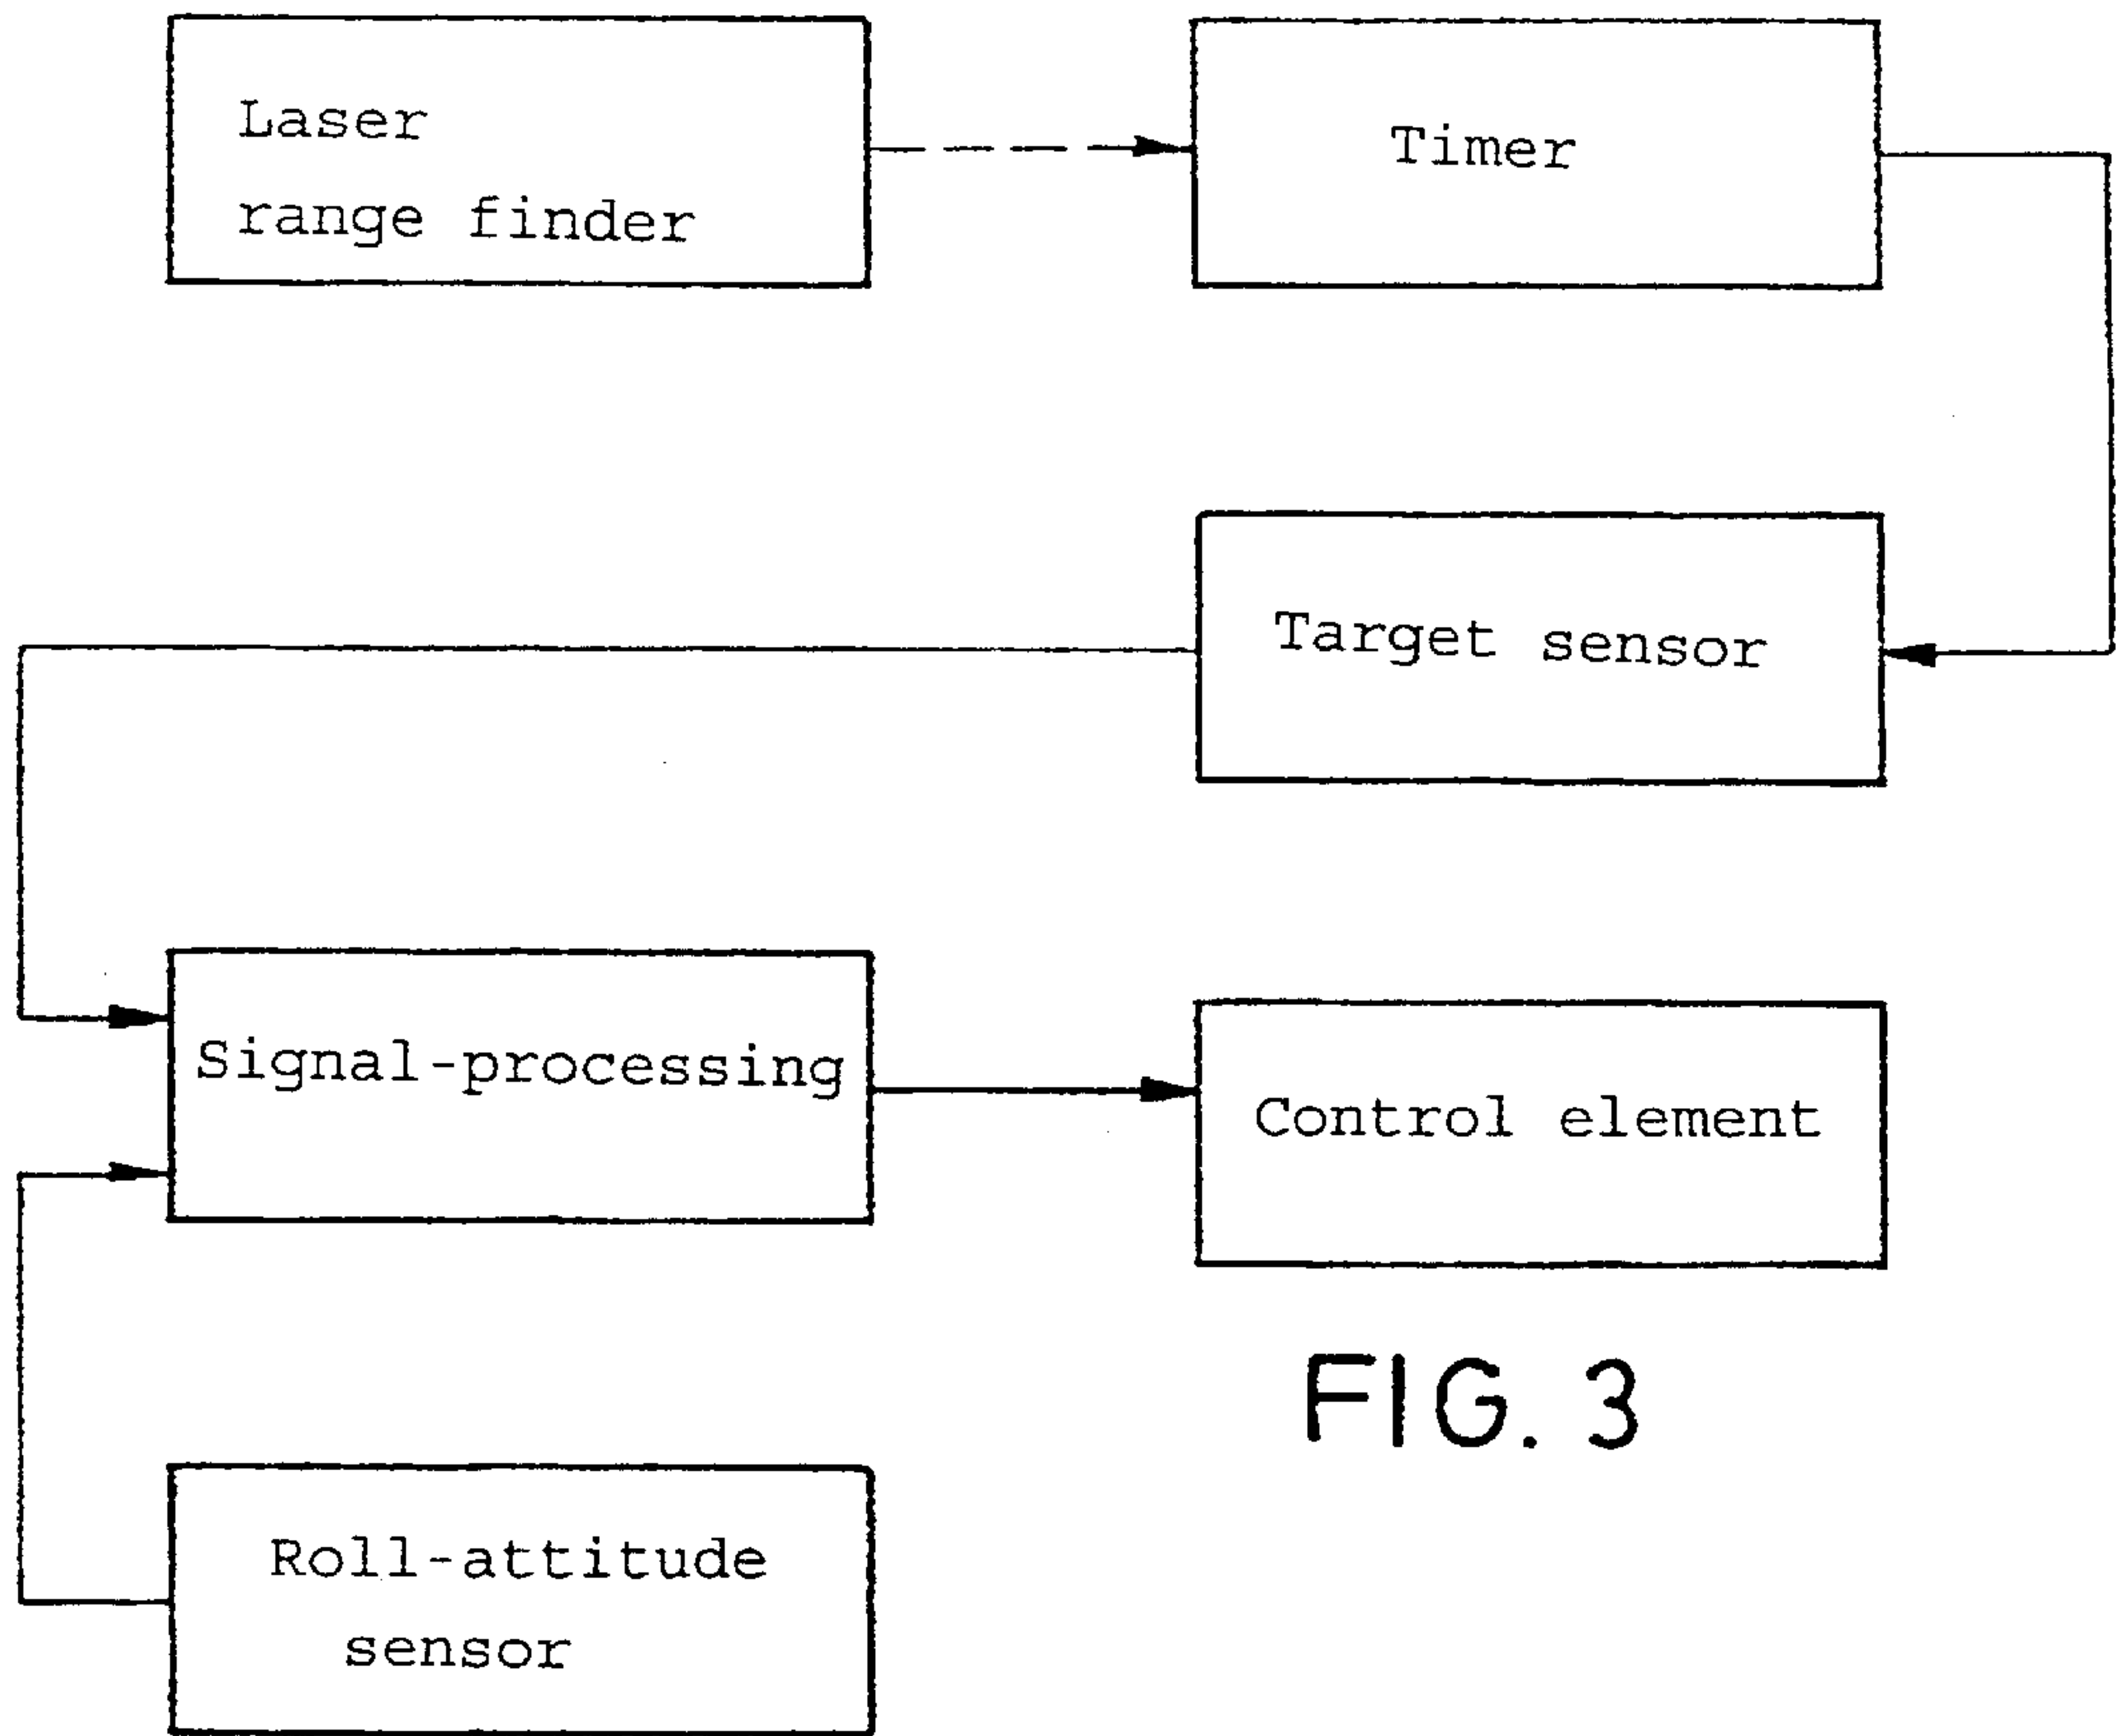 Laser
range finder
Timer
Target sensor
Signal-processing
Control element
FIG. 3
Roll-attitude
sensor